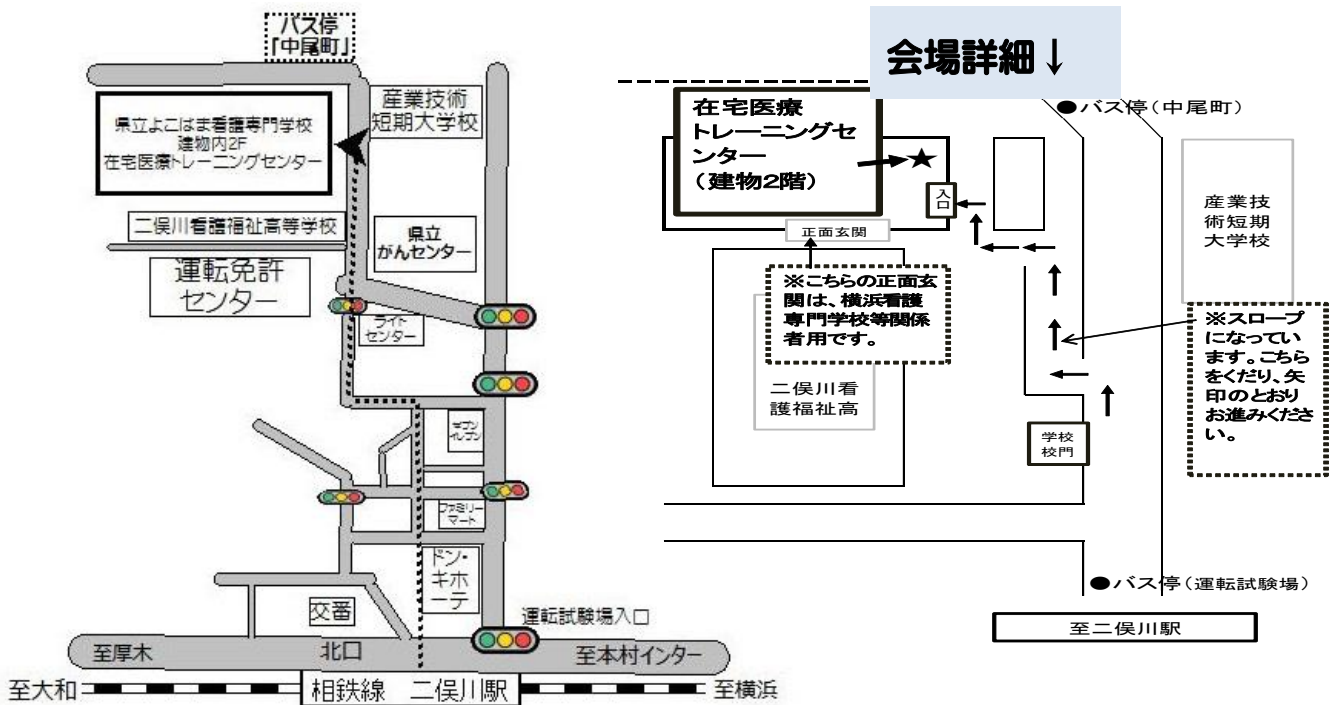 バス停
「中尾町」
産業技術
短期大学校
県立よこはま看護専門学校
建物内2F
在宅医療トレーニングセンター
二俣川看護福祉高等学校
県立
がんセンター
運転免許
センター
ライト
センター
セブン
イレブン
ファミリー
マート
ドン・
キホ
ーテ
交番
運転試験場入口
至厚木
北口
至本村インター
至大和
相鉄線 二俣川駅
至横浜
会場詳細↓
在宅医療
トレーニングセ
ンター
(建物2階)
●バス停(中尾町)
入口
正面玄関
産業技
術短期
大学校
※こちらの正面玄
関は、横浜看護
専門学校等関係
者用です。
※スロープ
になってい
ます。こちら
をくだり、矢
印のとおり
お進みくださ
い。
二俣川看
護福祉高
学校
校門
●バス停(運転試験場)
至二俣川駅